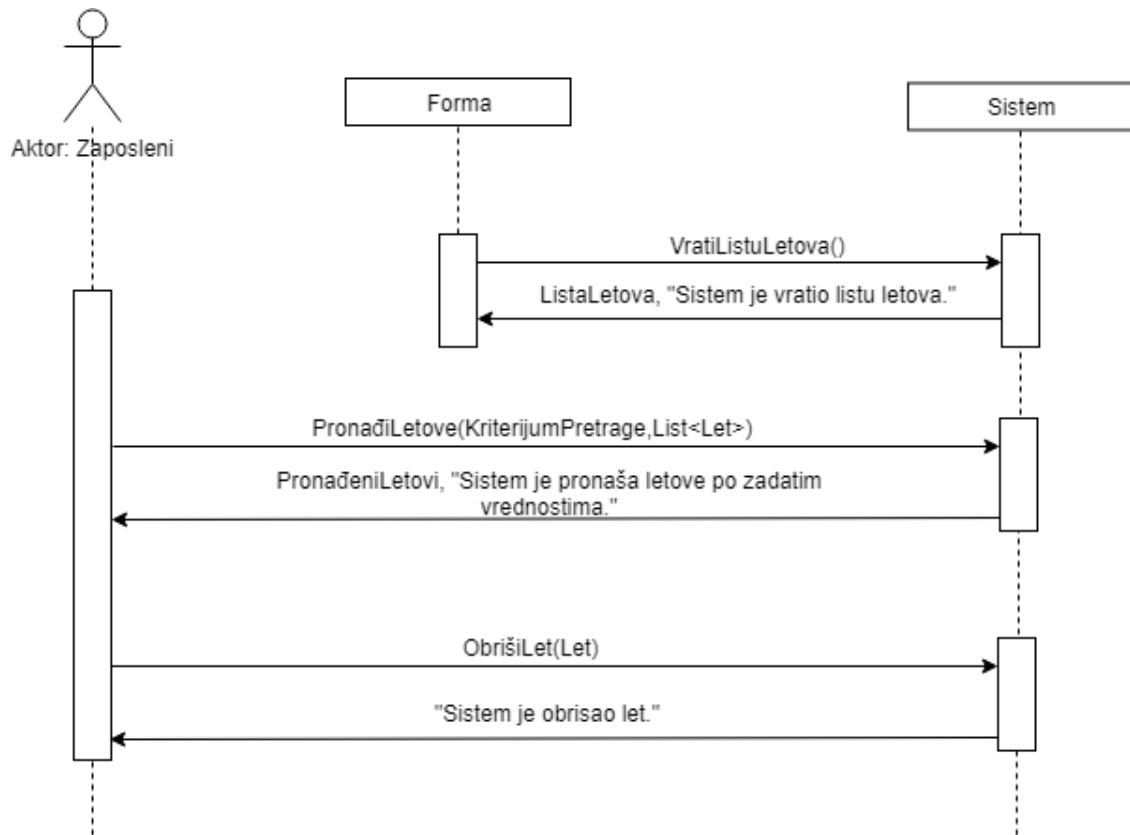 Forma
Sistem
Aktor: Zaposleni
VratiListuLetova()
ListaLetova, "Sistem je vratio listu letova."
PronađiLetove(KriterijumPretrage,List<Let>)
PronađeniLetovi, "Sistem je pronaša letove po zadatim
vrednostima."
ObrišiLet(Let)
"Sistem je obrisao let."